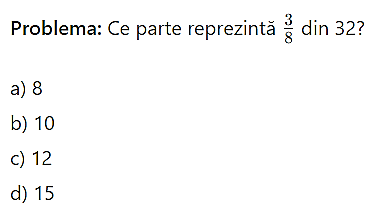 Problema: Ce parte reprezintă 3/8 din 32?
a) 8
b) 10
c) 12
d) 15